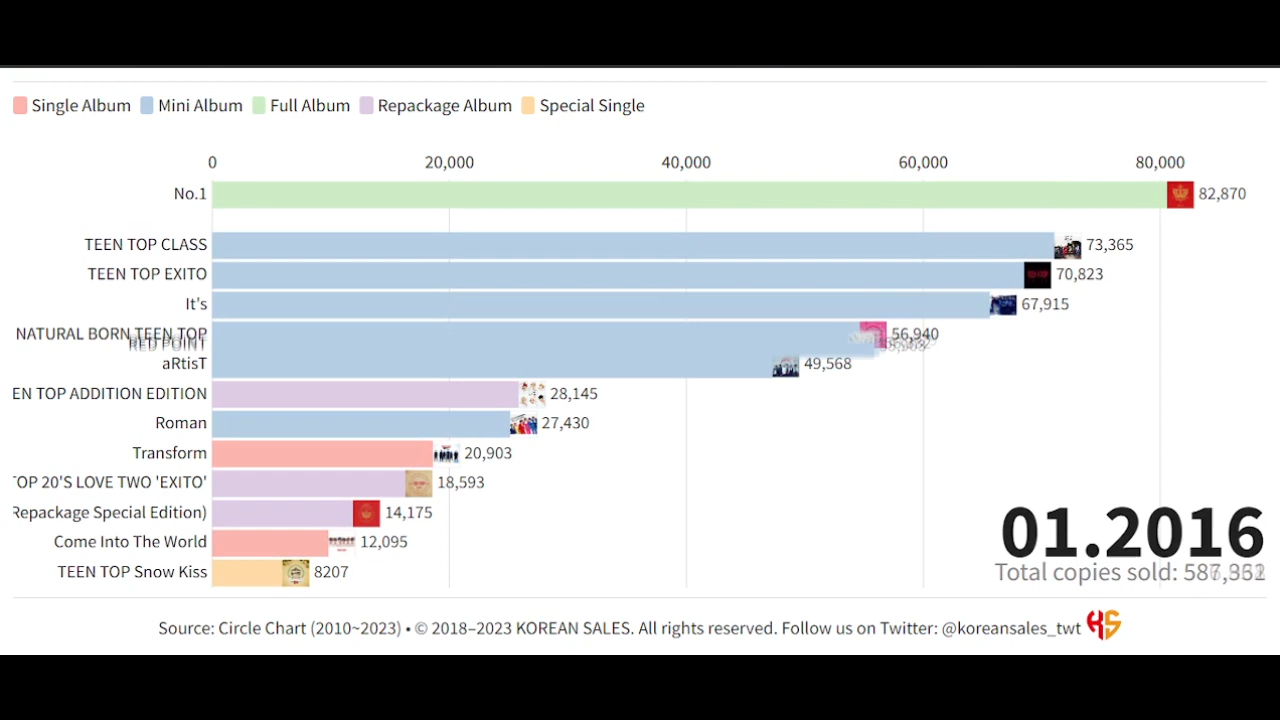 Single Album Mini Album Full Album Repackage Album Special Single
0 20,000 40,000 60,000 80,000
No.1 82,870
TEEN TOP CLASS 73,365
TEEN TOP EXITO 70,823
It's 67,915
NATURAL BORN TEEN TOP 56,940
RED POINT
aRtisT 49,568
EN TOP ADDITION EDITION 28,145
Roman 27,430
Transform 20,903
TOP 20'S LOVE TWO 'EXITO' 18,593
Repackage Special Edition) 14,175
Come Into The World 12,095
TEEN TOP Snow Kiss 8207
01.2016
Total copies sold:
Source: Circle Chart (2010~2023) • © 2018–2023 KOREAN SALES. All rights reserved. Follow us on Twitter: @koreansales_twt KS